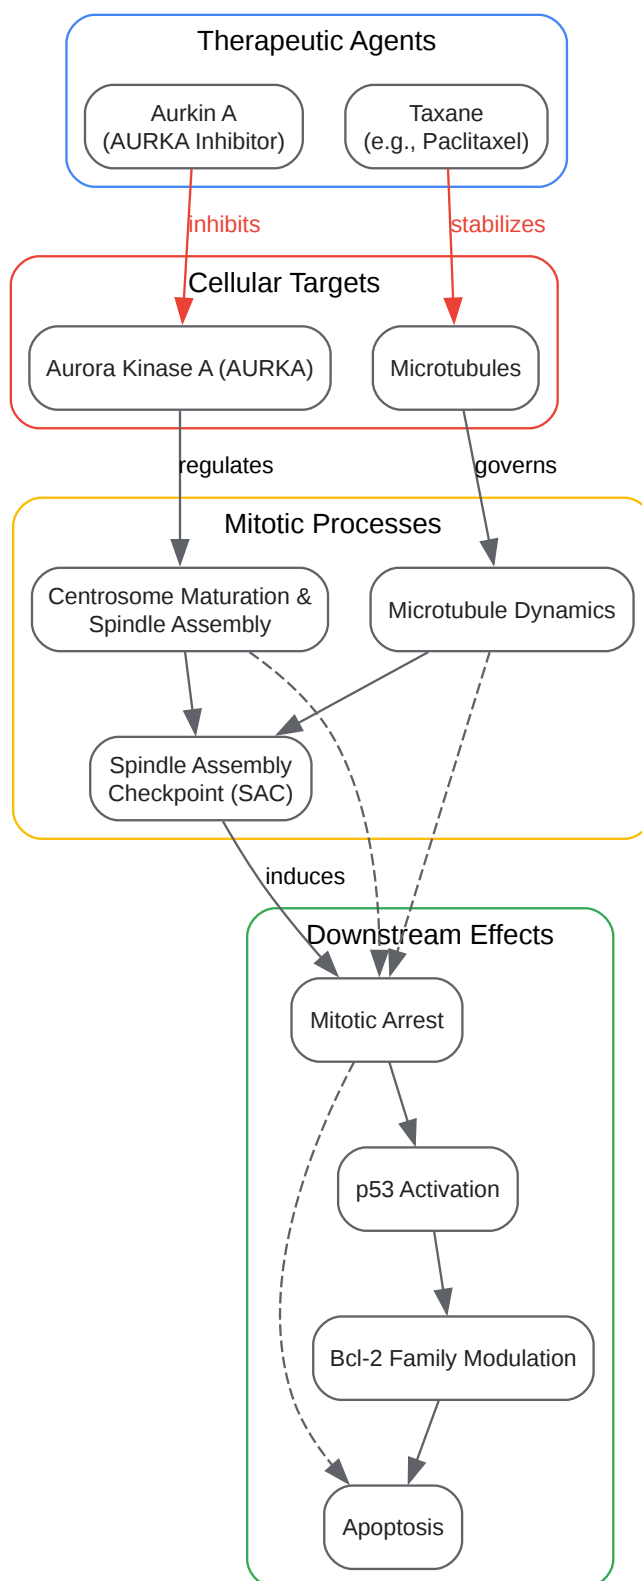 Therapeutic Agents
Aurkin A
(AURKA Inhibitor)
Taxane
(e.g., Paclitaxel)
inhibits
stabilizes
Cellular Targets
Aurora Kinase A (AURKA)
Microtubules
regulates
governs
Mitotic Processes
Centrosome Maturation &
Spindle Assembly
Microtubule Dynamics
Spindle Assembly
Checkpoint (SAC)
induces
Downstream Effects
Mitotic Arrest
p53 Activation
Bcl-2 Family Modulation
Apoptosis